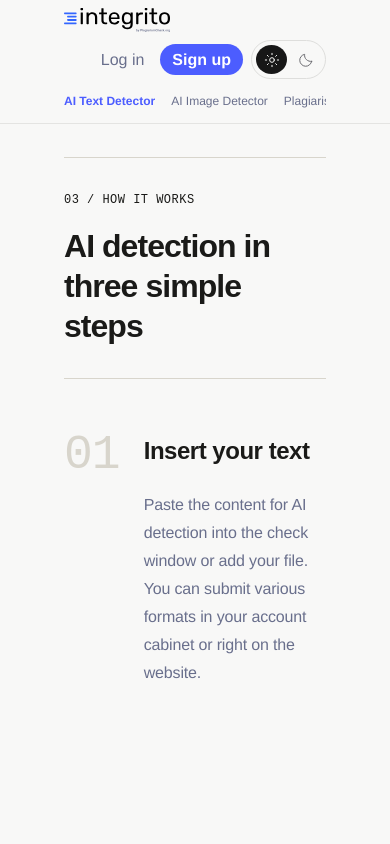 integrito
Log in
Sign up
AI Text Detector
AI Image Detector
Plagiaris
03 / HOW IT WORKS
AI detection in
three simple
steps
01
Insert your text
Paste the content for AI
detection into the check
window or add your file.
You can submit various
formats in your account
cabinet or right on the
website.